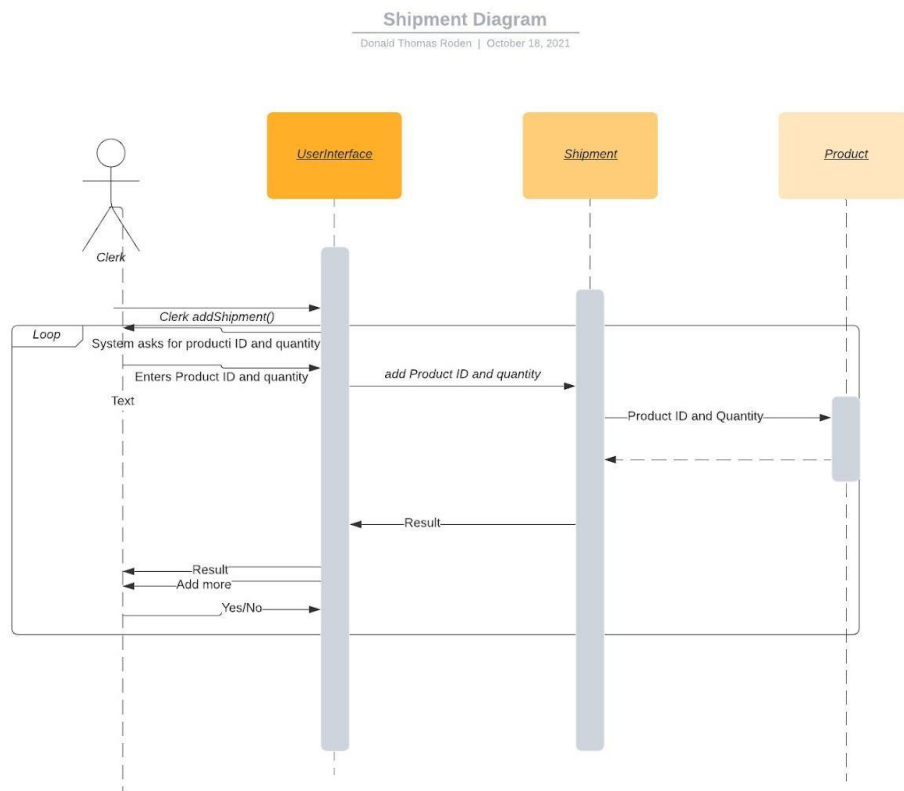 Shipment Diagram
Donald Thomas Roden | October 18, 2021
UserInterface
Shipment
Product
Clerk
Clerk addShipment()
Loop
System asks for producti ID and quantity
Enters Product ID and quantity
add Product ID and quantity
Text
Product ID and Quantity
Result
Result
Add more
Yes/No